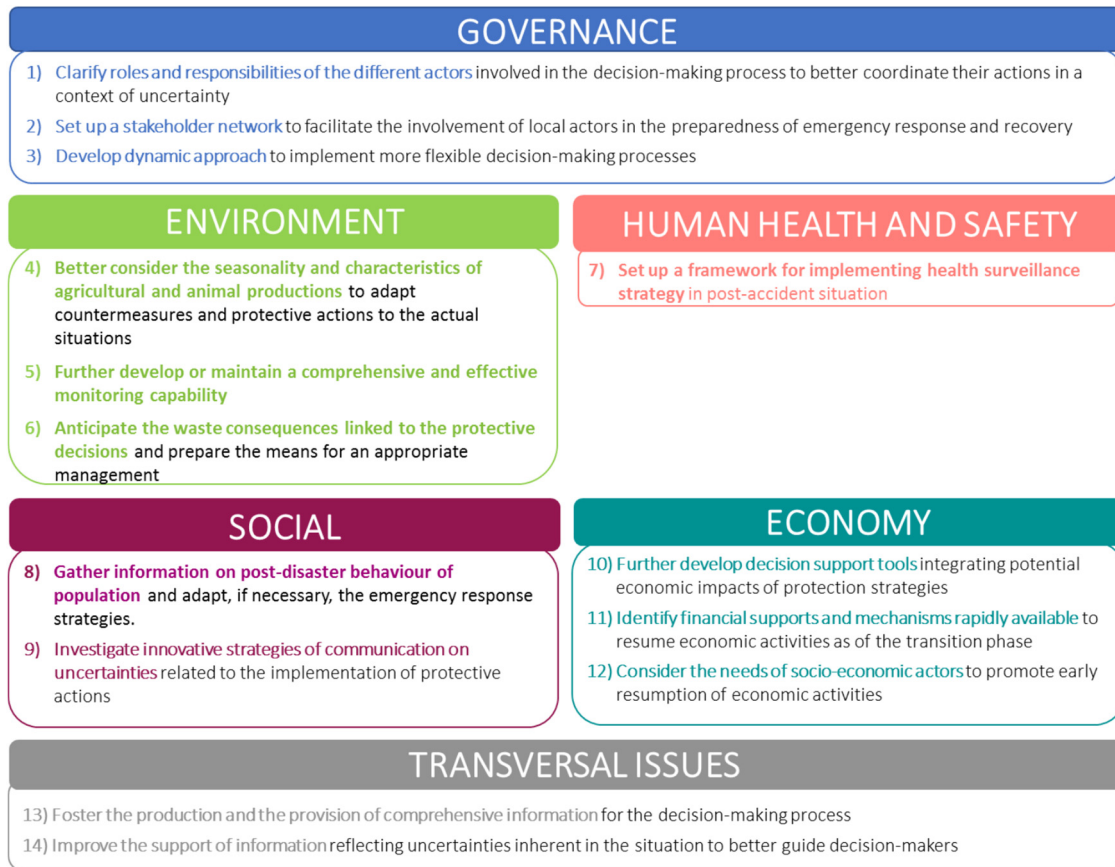 GOVERNANCE
1) Clarify roles and responsibilities of the different actors involved in the decision-making process to better coordinate their actions in a
context of uncertainty
2) Set up a stakeholder network to facilitate the involvement of local actors in the preparedness of emergency response and recovery
3) Develop dynamic approach to implement more flexible decision-making processes
ENVIRONMENT
4) Better consider the seasonality and characteristics of
agricultural and animal productions to adapt
countermeasures and protective actions to the actual
situations
5) Further develop or maintain a comprehensive and effective
monitoring capability
6) Anticipate the waste consequences linked to the protective
decisions and prepare the means for an appropriate
management
HUMAN HEALTH AND SAFETY
7) Set up a framework for implementing health surveillance
strategy in post-accident situation
SOCIAL
8) Gather information on post-disaster behaviour of
population and adapt, if necessary, the emergency response
strategies.
9) Investigate innovative strategies of communication on
uncertainties related to the implementation of protective
actions
ECONOMY
10) Further develop decision support tools integrating potential
economic impacts of protection strategies
11) Identify financial supports and mechanisms rapidly available to
resume economic activities as of the transition phase
12) Consider the needs of socio-economic actors to promote early
resumption of economic activities
TRANSVERSAL ISSUES
13) Foster the production and the provision of comprehensive information for the decision-making process
14) Improve the support of information reflecting uncertainties inherent in the situation to better guide decision-makers